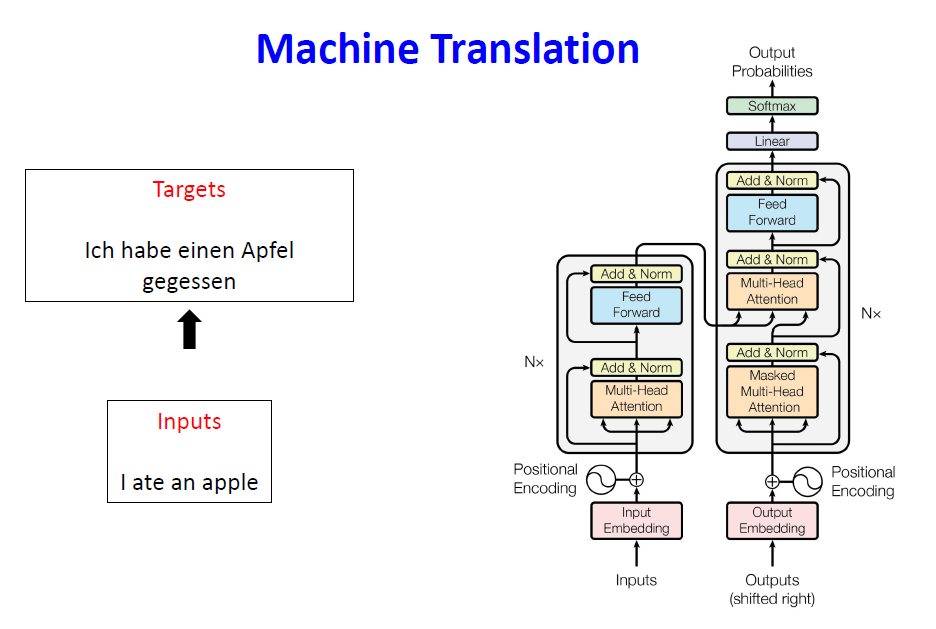 Machine Translation
Targets
Ich habe einen Apfel
gegessen
Inputs
I ate an apple
Output
Probabilities
Softmax
Linear
Add & Norm
Feed
Forward
Add & Norm
Multi-Head
Attention
Add & Norm
Masked
Multi-Head
Attention
Nx
Positional
Encoding
Output
Embedding
Outputs
(shifted right)
Add & Norm
Feed
Forward
Add & Norm
Multi-Head
Attention
N×
Positional
Encoding
Input
Embedding
Inputs